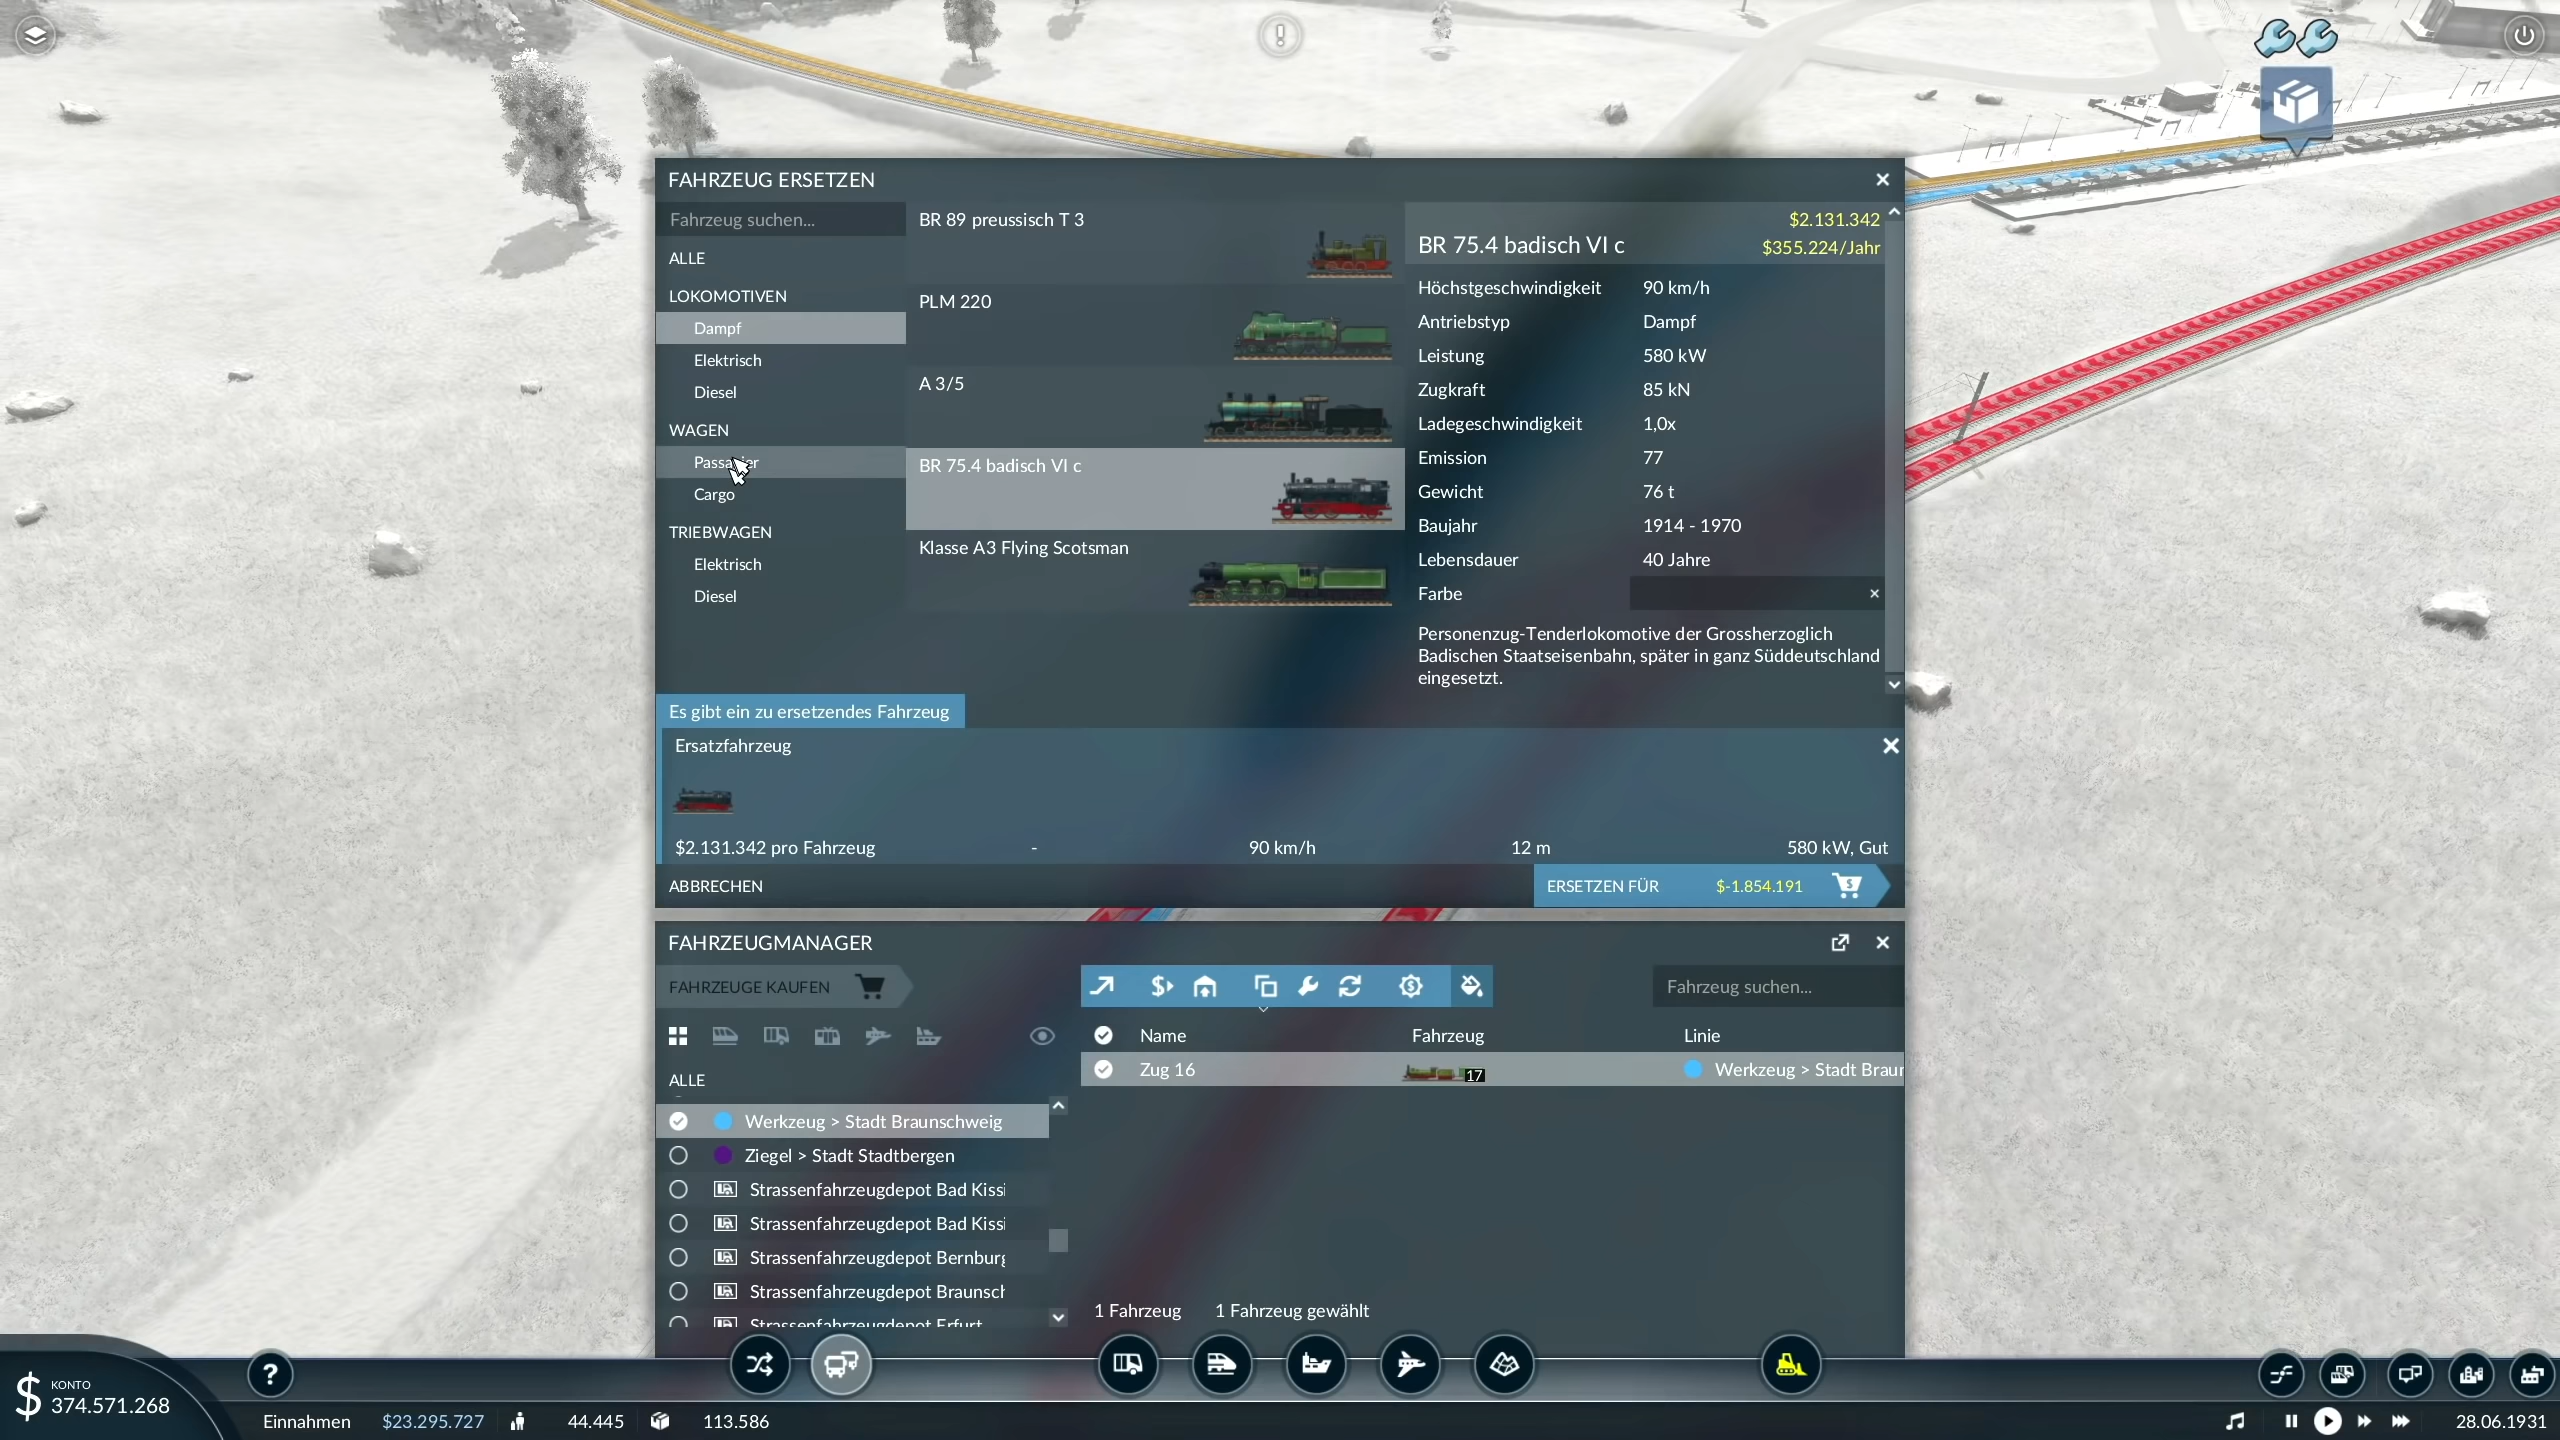 FAHRZEUG ERSETZEN
Fahrzeug suchen...
ALLE
LOKOMOTIVEN
Dampf
Elektrisch
Diesel
WAGEN
Cargo
TRIEBWAGEN
Elektrisch
Diesel
BR 89 preussisch T 3
PLM 220
A 3/5
BR 75.4 badisch VI c
Klasse A3 Flying Scotsman
$2.131.342
BR 75.4 badisch VI c
$355.224/Jahr
Höchstgeschwindigkeit 90 km/h
Antriebstyp Dampf
Leistung 580 kW
Zugkraft 85 kN
Ladegeschwindigkeit 1,0x
Emission 77
Gewicht 76 t
Baujahr 1914 - 1970
Lebensdauer 40 Jahre
Farbe
Personenzug-Tenderlokomotive der Grossherzoglich
Badischen Staatseisenbahn, später in ganz Süddeutschland
eingesetzt.
Es gibt ein zu ersetzendes Fahrzeug
Ersatzfahrzeug
$2.131.342 pro Fahrzeug - 90 km/h 12 m 580 kW, Gut
ABBRECHEN
ERSETZEN FÜR $-1.854.191
FAHRZEUGMANAGER
FAHRZEUGE KAUFEN
Fahrzeug suchen...
ALLE
Werkzeug > Stadt Braunschweig
Ziegel > Stadt Stadtbergen
Strassenfahrzeugdepot Bad Kissi
Strassenfahrzeugdepot Bad Kissi
Strassenfahrzeugdepot Bernburg
Strassenfahrzeugdepot Braunsch
Strassenfahrzeugdepot Erfurt
Name Fahrzeug Linie
Zug 16 17 Werkzeug > Stadt Braun
1 Fahrzeug 1 Fahrzeug gewählt
KONTO
374.571.268
Einnahmen $23.295.727 44.445 113.586
28.06.1931